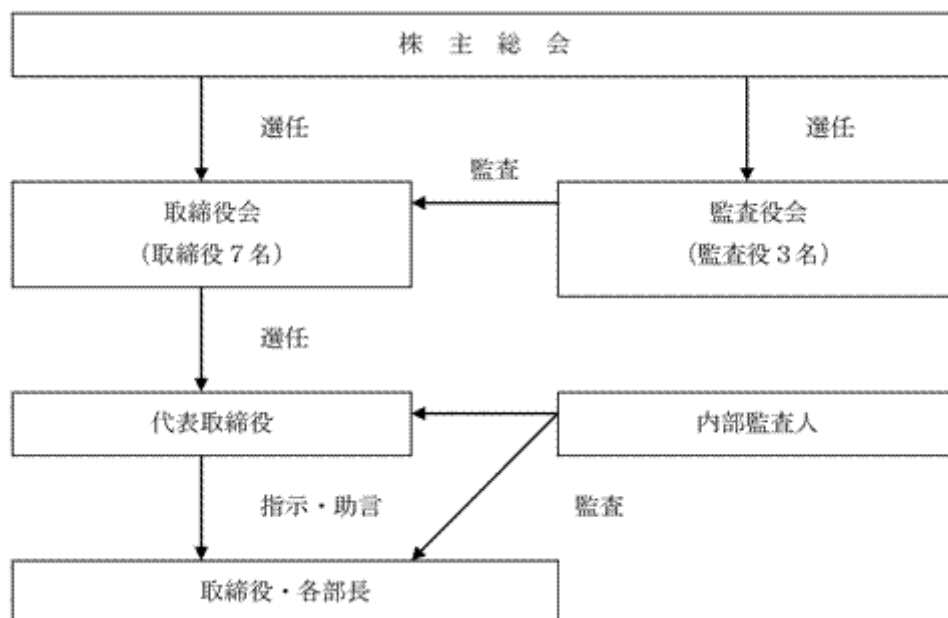 株 主 総 会
選任
選任
監査
取締役会
(取締役7名)
監査役会
(監査役3名)
選任
代表取締役
内部監査人
指示・助言
監査
取締役・各部長